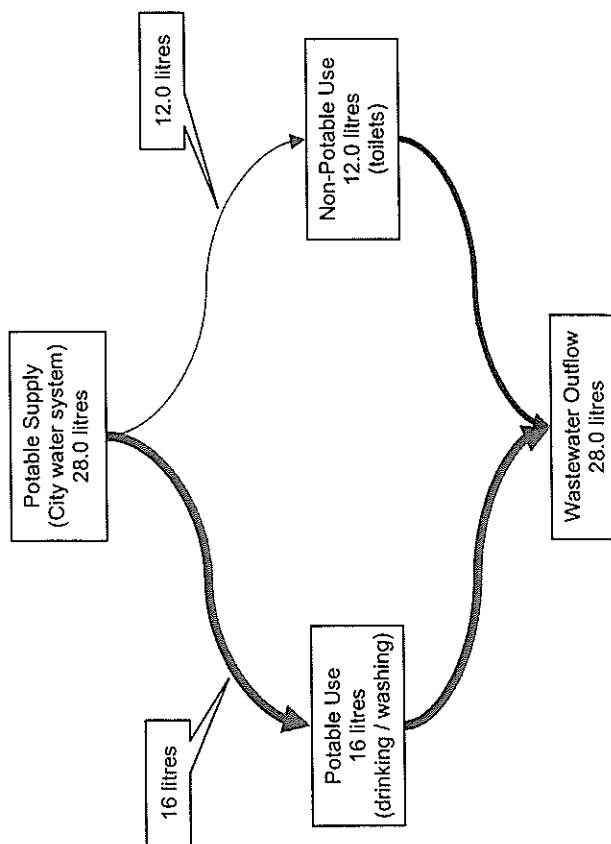 Potable Supply
(City water system)
28.0 litres
16 litres
12.0 litres
Potable Use
16 litres
(drinking / washing)
Non-Potable Use
12.0 litres
(toilets)
Wastewater Outflow
28.0 litres